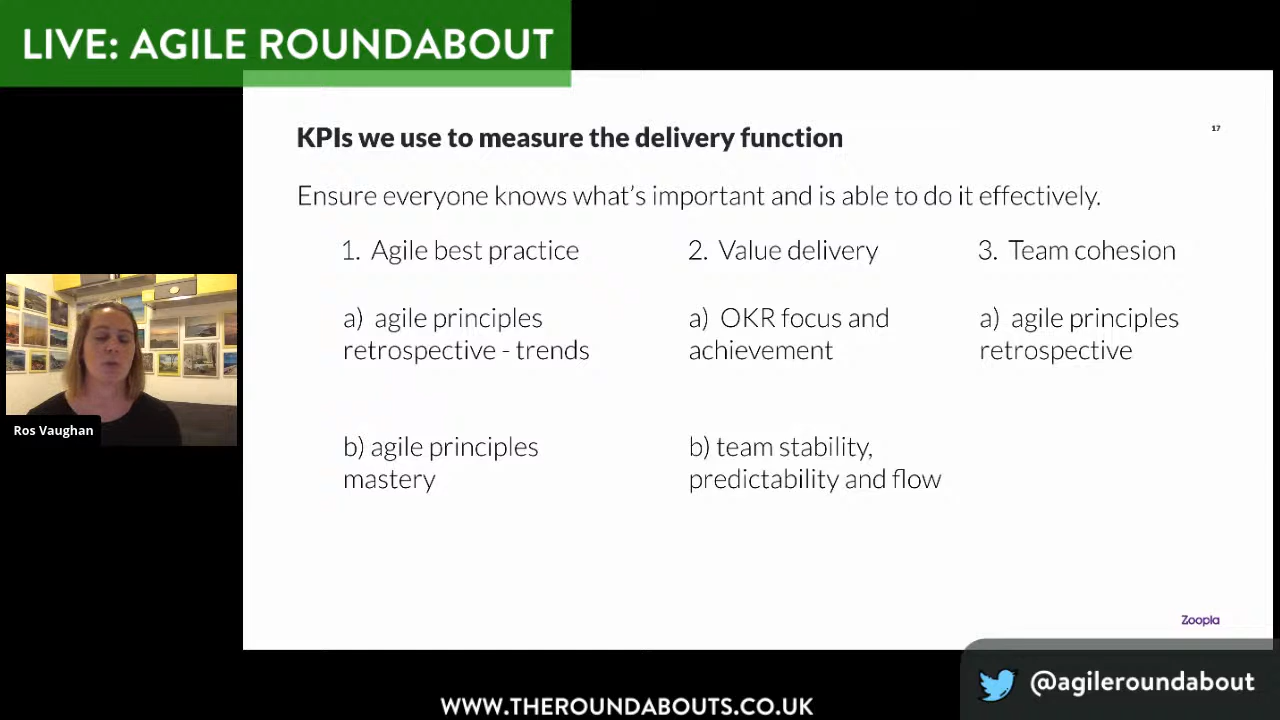 LIVE: AGILE ROUNDABOUT
KPIs we use to measure the delivery function
17
Ensure everyone knows what's important and is able to do it effectively.
1. Agile best practice
2. Value delivery
3. Team cohesion
a) agile principles
retrospective - trends
a) OKR focus and
achievement
a) agile principles
retrospective
b) agile principles
mastery
b) team stability,
predictability and flow
Ros Vaughan
Zoopla
@agileroundabout
WWW.THEROUNDABOUTS.CO.UK